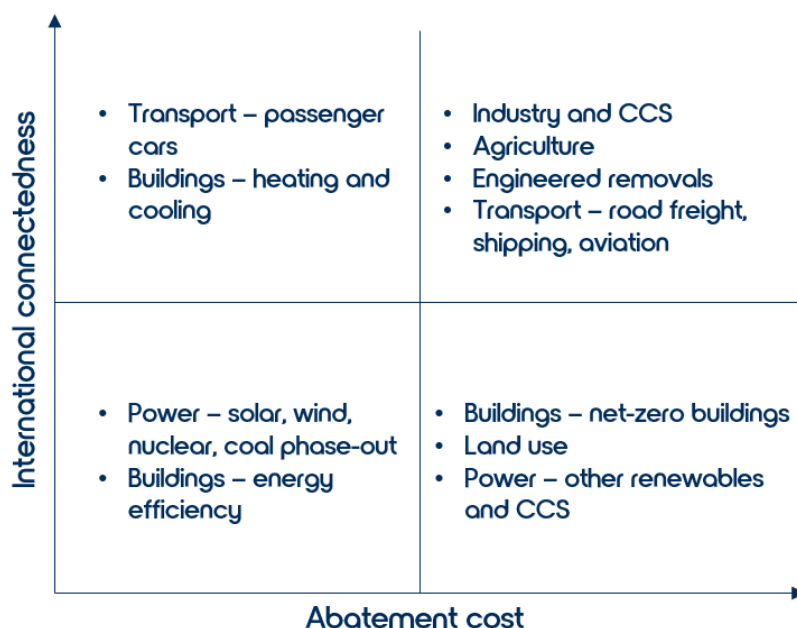 International connectedness
• Transport – passenger
cars
• Buildings – heating and
cooling
• Industry and CCS
• Agriculture
• Engineered removals
• Transport – road freight,
shipping, aviation
• Power – solar, wind,
nuclear, coal phase-out
• Buildings – energy
efficiency
• Buildings – net-zero buildings
• Land use
• Power – other renewables
and CCS
Abatement cost